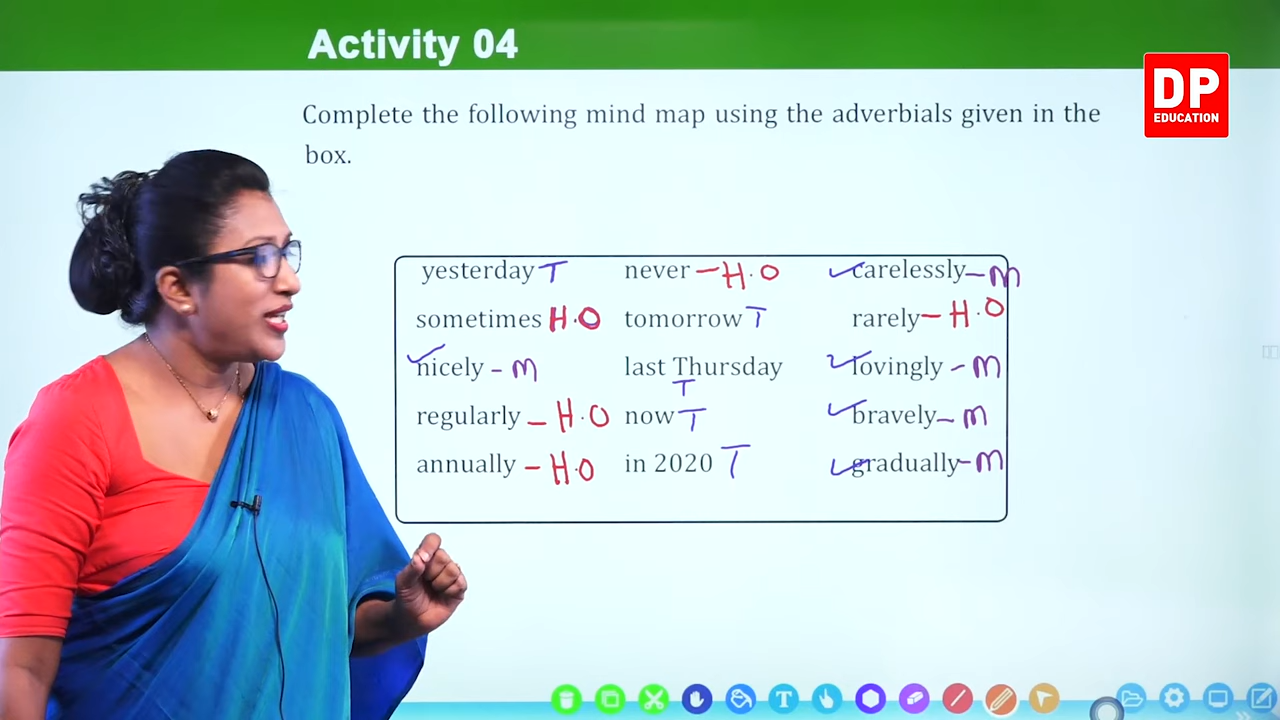 Activity 04
DP
EDUCATION
Complete the following mind map using the adverbials given in the
box.
yesterday T never – H.O carelessly – m
sometimes H.O tomorrow T rarely – H.O
nicely – m last Thursday T lovingly – m
regularly – H.O now T bravely – m
annually – H.O in 2020 T gradually – m
T